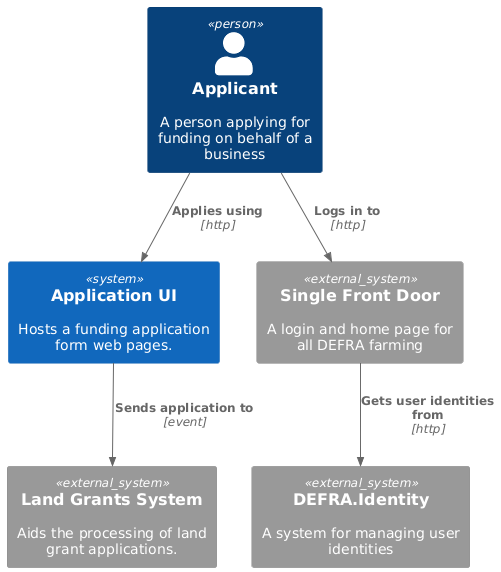 «person»
Applicant
A person applying for
funding on behalf of a
business
Applies using
[http]
Logs in to
[http]
«system»
Application UI
Hosts a funding application
form web pages.
«external_system»
Single Front Door
A login and home page for
all DEFRA farming
Sends application to
[event]
Gets user identities
from
[http]
«external_system»
Land Grants System
Aids the processing of land
grant applications.
«external_system»
DEFRA.Identity
A system for managing user
identities